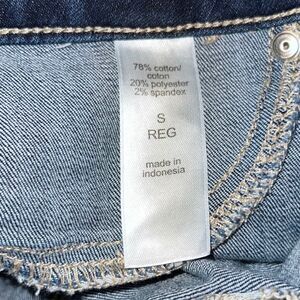 78% cotton/
coton
20% polyester
2% spandex
S
REG
made in
indonesia